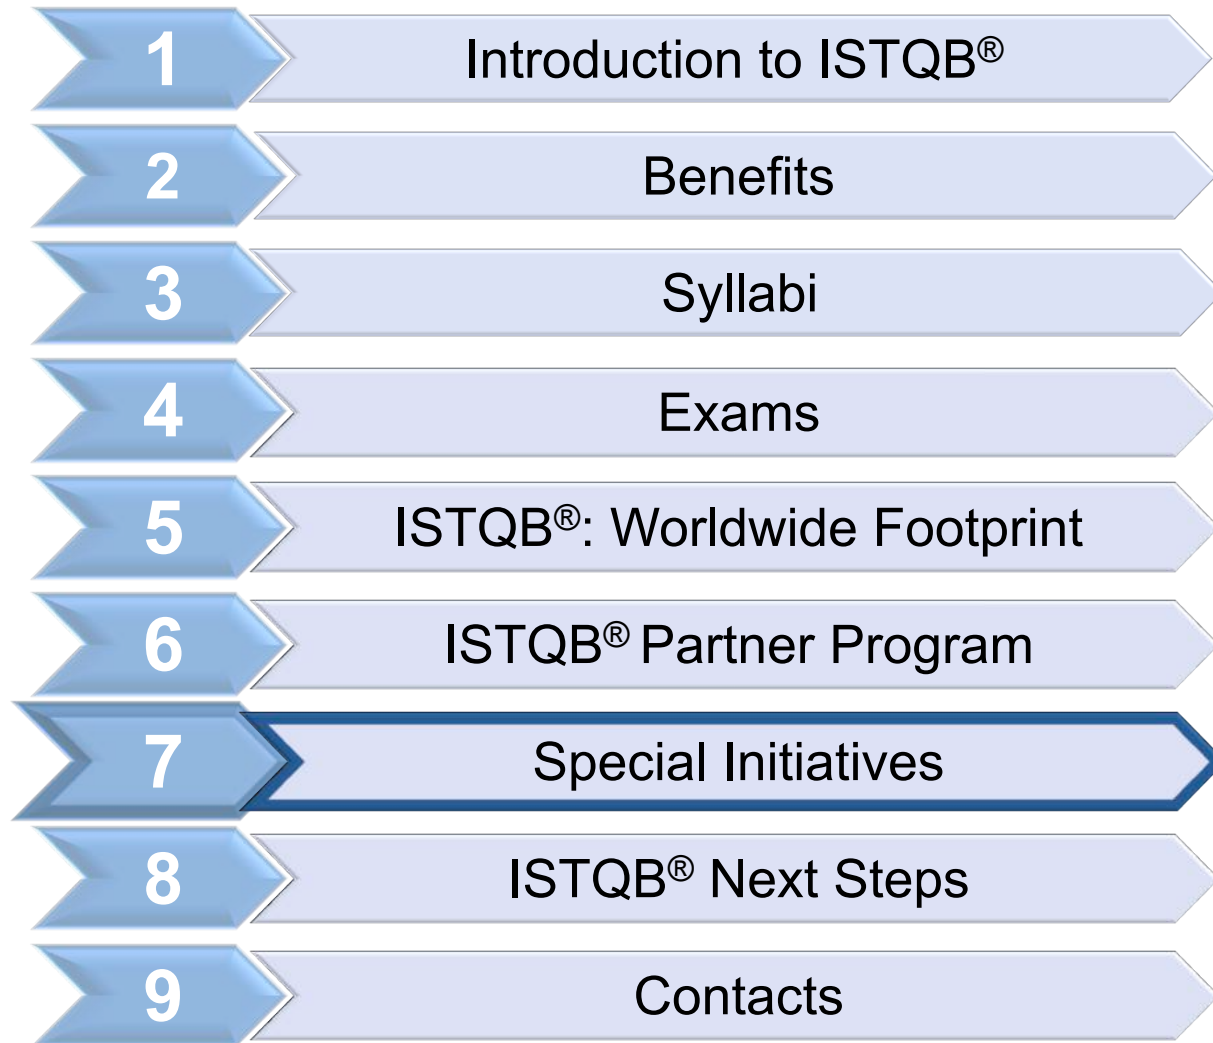 1 Introduction to ISTQB®
2 Benefits
3 Syllabi
4 Exams
5 ISTQB®: Worldwide Footprint
6 ISTQB® Partner Program
7 Special Initiatives
8 ISTQB® Next Steps
9 Contacts